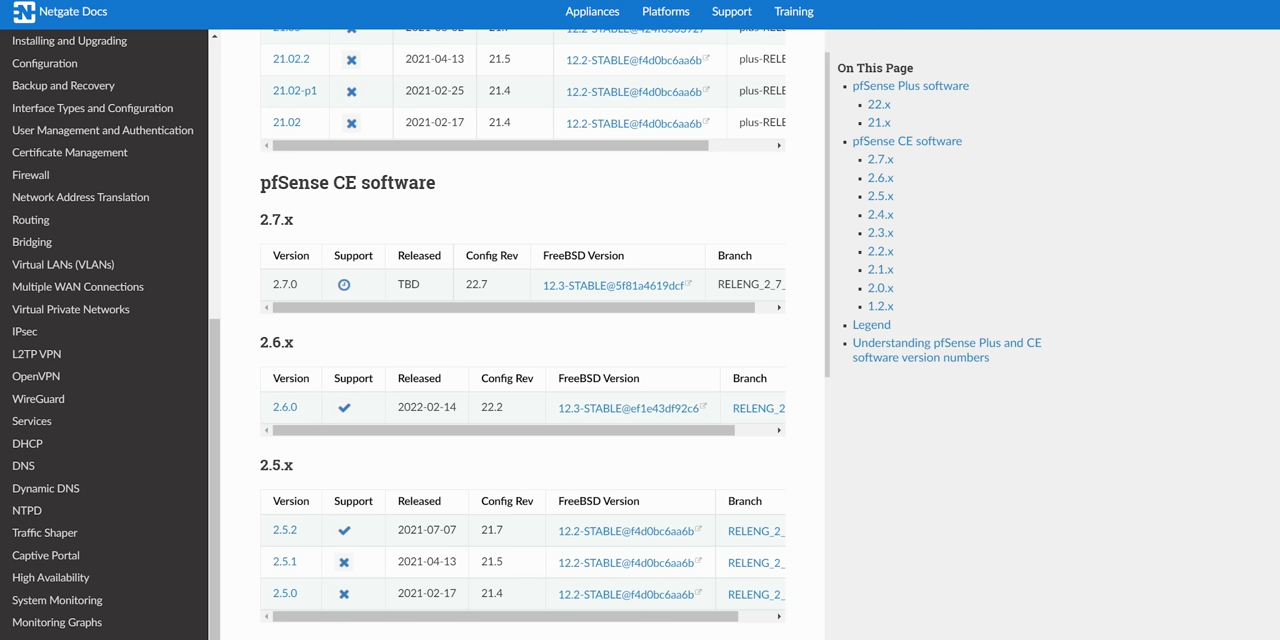 Netgate Docs
Appliances Platforms Support Training
Installing and Upgrading
Configuration
Backup and Recovery
Interface Types and Configuration
User Management and Authentication
Certificate Management
Firewall
Network Address Translation
Routing
Bridging
Virtual LANs (VLANs)
Multiple WAN Connections
Virtual Private Networks
IPsec
L2TP VPN
OpenVPN
WireGuard
Services
DHCP
DNS
Dynamic DNS
NTPD
Traffic Shaper
Captive Portal
High Availability
System Monitoring
Monitoring Graphs
21.02.2 2021-04-13 21.5 12.2-STABLE@f4d0bc6aa6b plus-RELE
21.02-p1 2021-02-25 21.4 12.2-STABLE@f4d0bc6aa6b plus-RELE
21.02 2021-02-17 21.4 12.2-STABLE@f4d0bc6aa6b plus-RELE
pfSense CE software
2.7.x
Version Support Released Config Rev FreeBSD Version Branch
2.7.0 TBD 22.7 12.3-STABLE@5f81a4619dcf RELENG_2_7_
2.6.x
Version Support Released Config Rev FreeBSD Version Branch
2.6.0 2022-02-14 22.2 12.3-STABLE@ef1e43df92c6 RELENG_2
2.5.x
Version Support Released Config Rev FreeBSD Version Branch
2.5.2 2021-07-07 21.7 12.2-STABLE@f4d0bc6aa6b RELENG_2_
2.5.1 2021-04-13 21.5 12.2-STABLE@f4d0bc6aa6b RELENG_2_
2.5.0 2021-02-17 21.4 12.2-STABLE@f4d0bc6aa6b RELENG_2_
On This Page
pfSense Plus software
22.x
21.x
pfSense CE software
2.7.x
2.6.x
2.5.x
2.4.x
2.3.x
2.2.x
2.1.x
2.0.x
1.2.x
Legend
Understanding pfSense Plus and CE
software version numbers